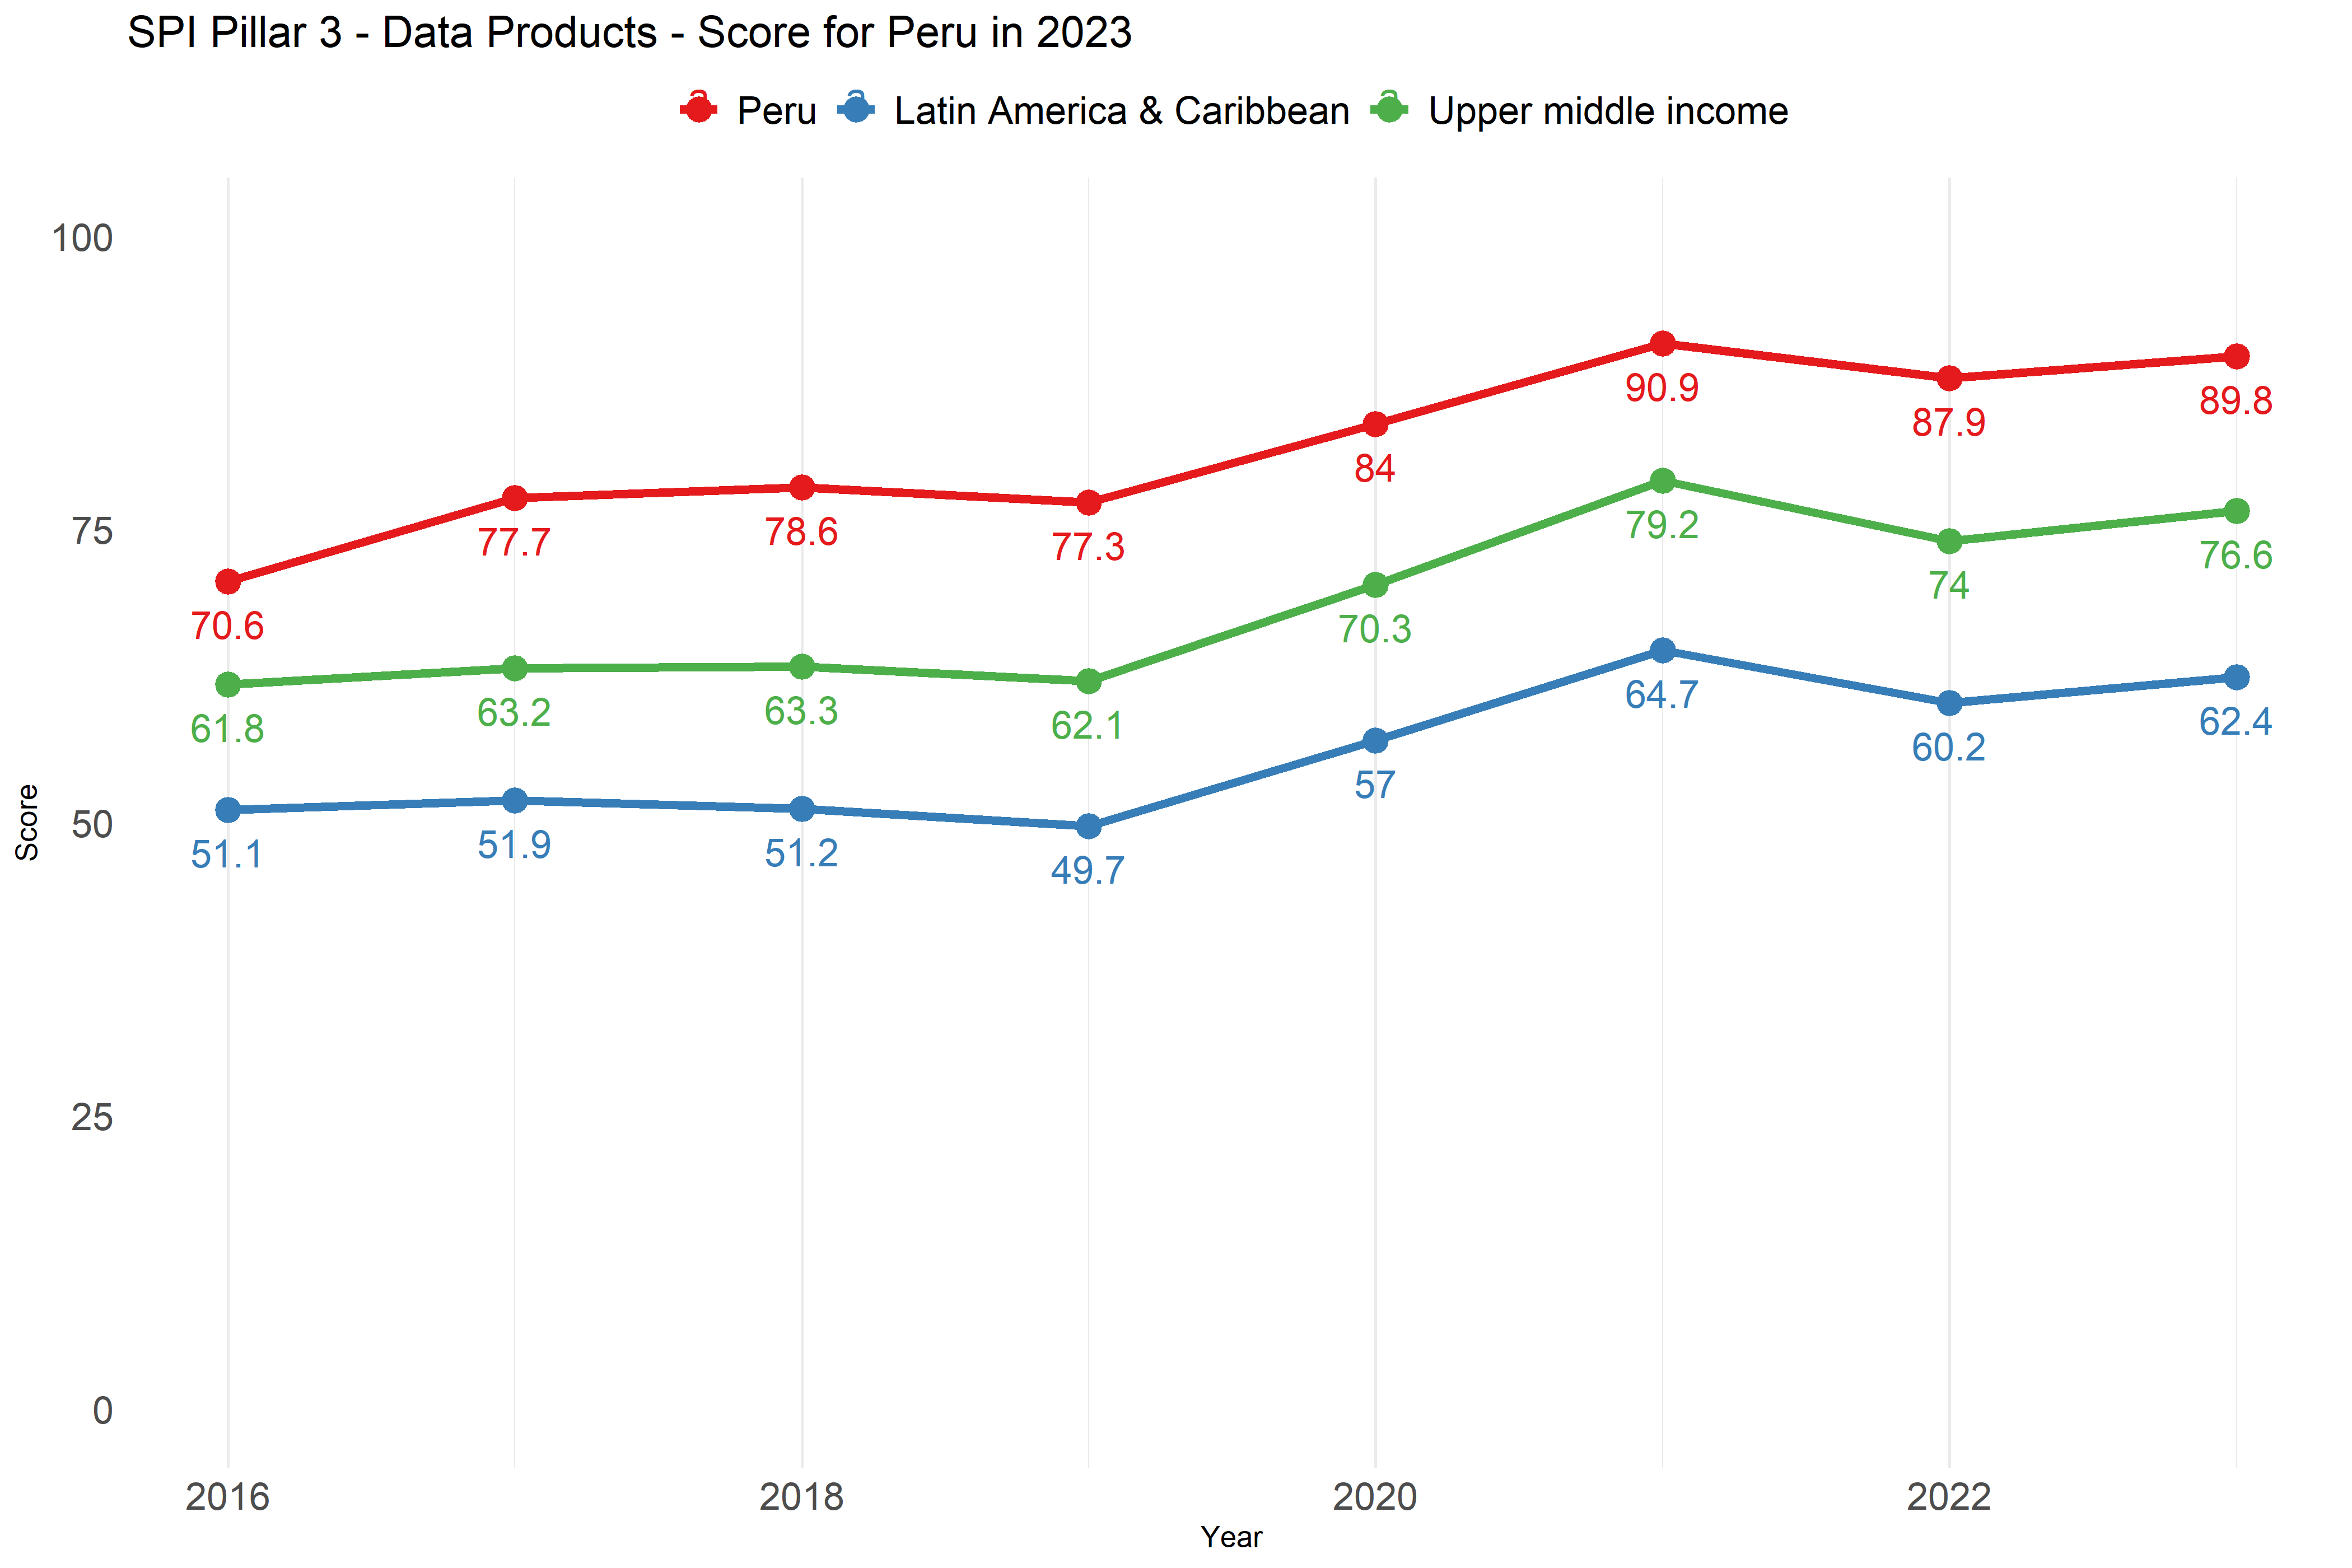 SPI Pillar 3 - Data Products - Score for Peru in 2023
Peru Latin America & Caribbean Upper middle income
100
75
50
25
0
Score
70.6 77.7 78.6 77.3 84 90.9 87.9 89.8
61.8 63.2 63.3 62.1 70.3 79.2 74 76.6
51.1 51.9 51.2 49.7 57 64.7 60.2 62.4
2016 2018 2020 2022
Year